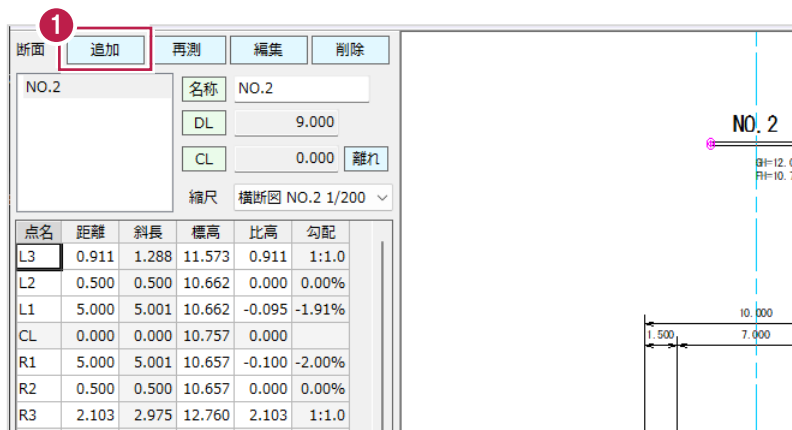 1
断面 追加 再測 編集 削除
NO.2 名称 NO.2
DL 9.000
CL 0.000 離れ
縮尺 横断図 NO.2 1/200
点名 距離 斜長 標高 比高 勾配
L3 0.911 1.288 11.573 0.911 1:1.0
L2 0.500 0.500 10.662 0.000 0.00%
L1 5.000 5.001 10.662 -0.095 -1.91%
CL 0.000 0.000 10.757 0.000
R1 5.000 5.001 10.657 -0.100 -2.00%
R2 0.500 0.500 10.657 0.000 0.00%
R3 2.103 2.975 12.760 2.103 1:1.0
NO.2
GH=12.0
FH=10.7
10.000
1.500 7.000